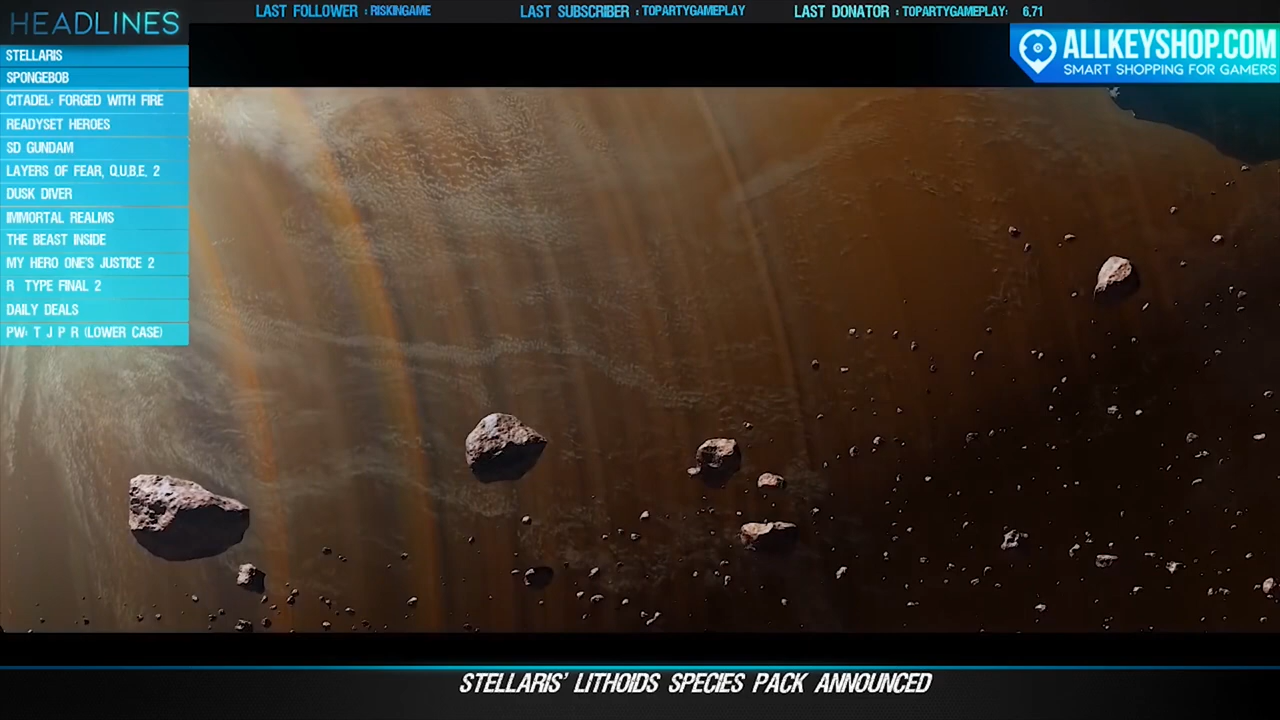 HEADLINES
LAST FOLLOWER : RISKINGAME
LAST SUBSCRIBER : TOPARTYGAMEPLAY
LAST DONATOR : TOPARTYGAMEPLAY: 6,71
ALLKEYSHOP.COM
SMART SHOPPING FOR GAMERS
STELLARIS
SPONGEBOB
CITADEL: FORGED WITH FIRE
READYSET HEROES
SD GUNDAM
LAYERS OF FEAR, Q.U.B.E. 2
DUSK DIVER
IMMORTAL REALMS
THE BEAST INSIDE
MY HERO ONE'S JUSTICE 2
R TYPE FINAL 2
DAILY DEALS
PW: T J P R (LOWER CASE)
STELLARIS' LITHOIDS SPECIES PACK ANNOUNCED